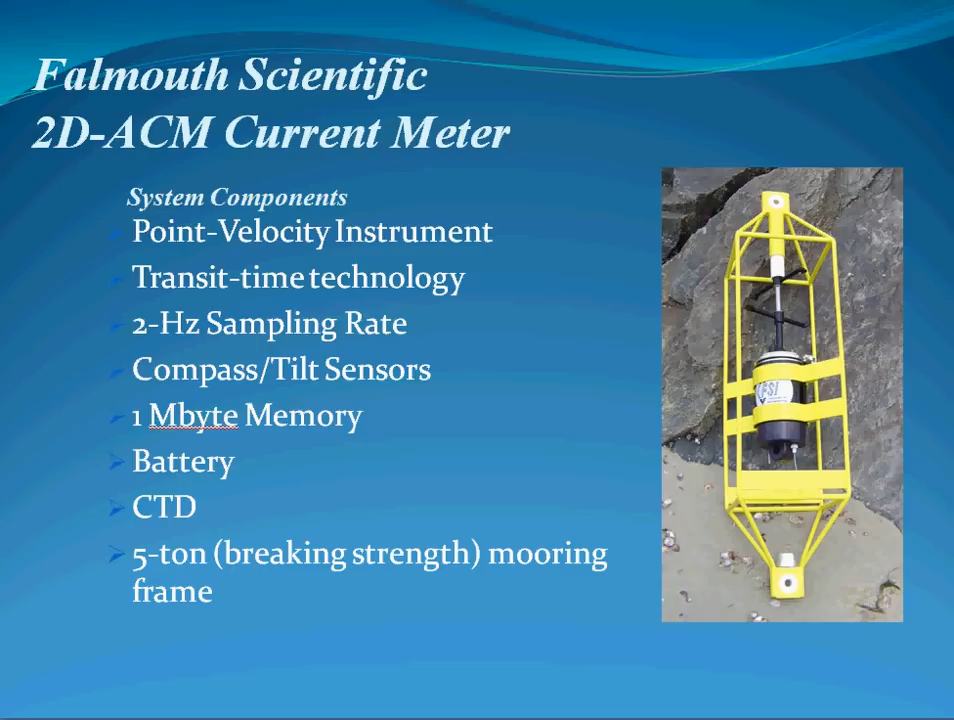 Falmouth Scientific
2D-ACM Current Meter
System Components
Point-Velocity Instrument
Transit-time technology
2-Hz Sampling Rate
Compass/Tilt Sensors
1 Mbyte Memory
Battery
CTD
5-ton (breaking strength) mooring
frame
FSI